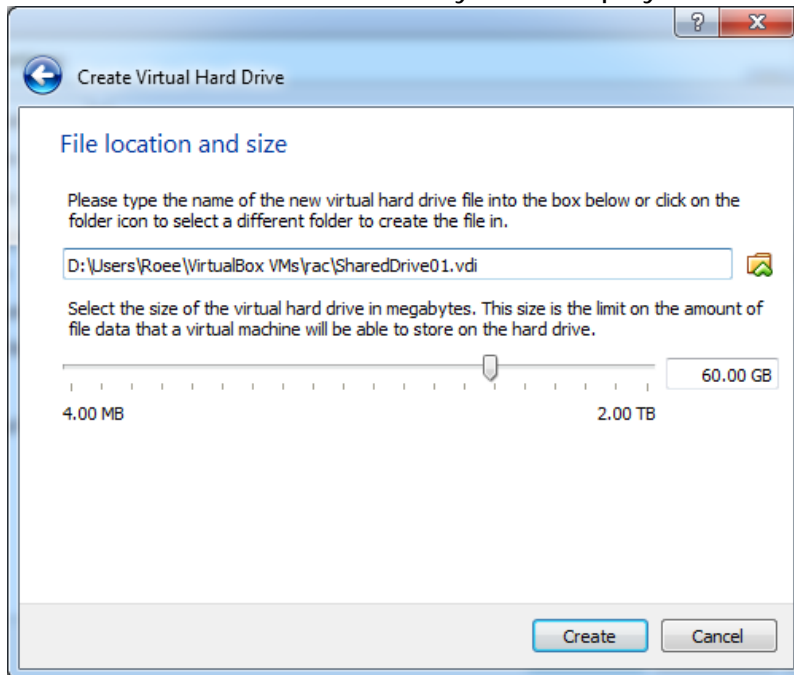 Create Virtual Hard Drive
File location and size
Please type the name of the new virtual hard drive file into the box below or click on the
folder icon to select a different folder to create the file in.
D:\Users\Roee\VirtualBox VMs\rac\SharedDrive01.vdi
Select the size of the virtual hard drive in megabytes. This size is the limit on the amount of
file data that a virtual machine will be able to store on the hard drive.
60.00 GB
4.00 MB 2.00 TB
Create Cancel